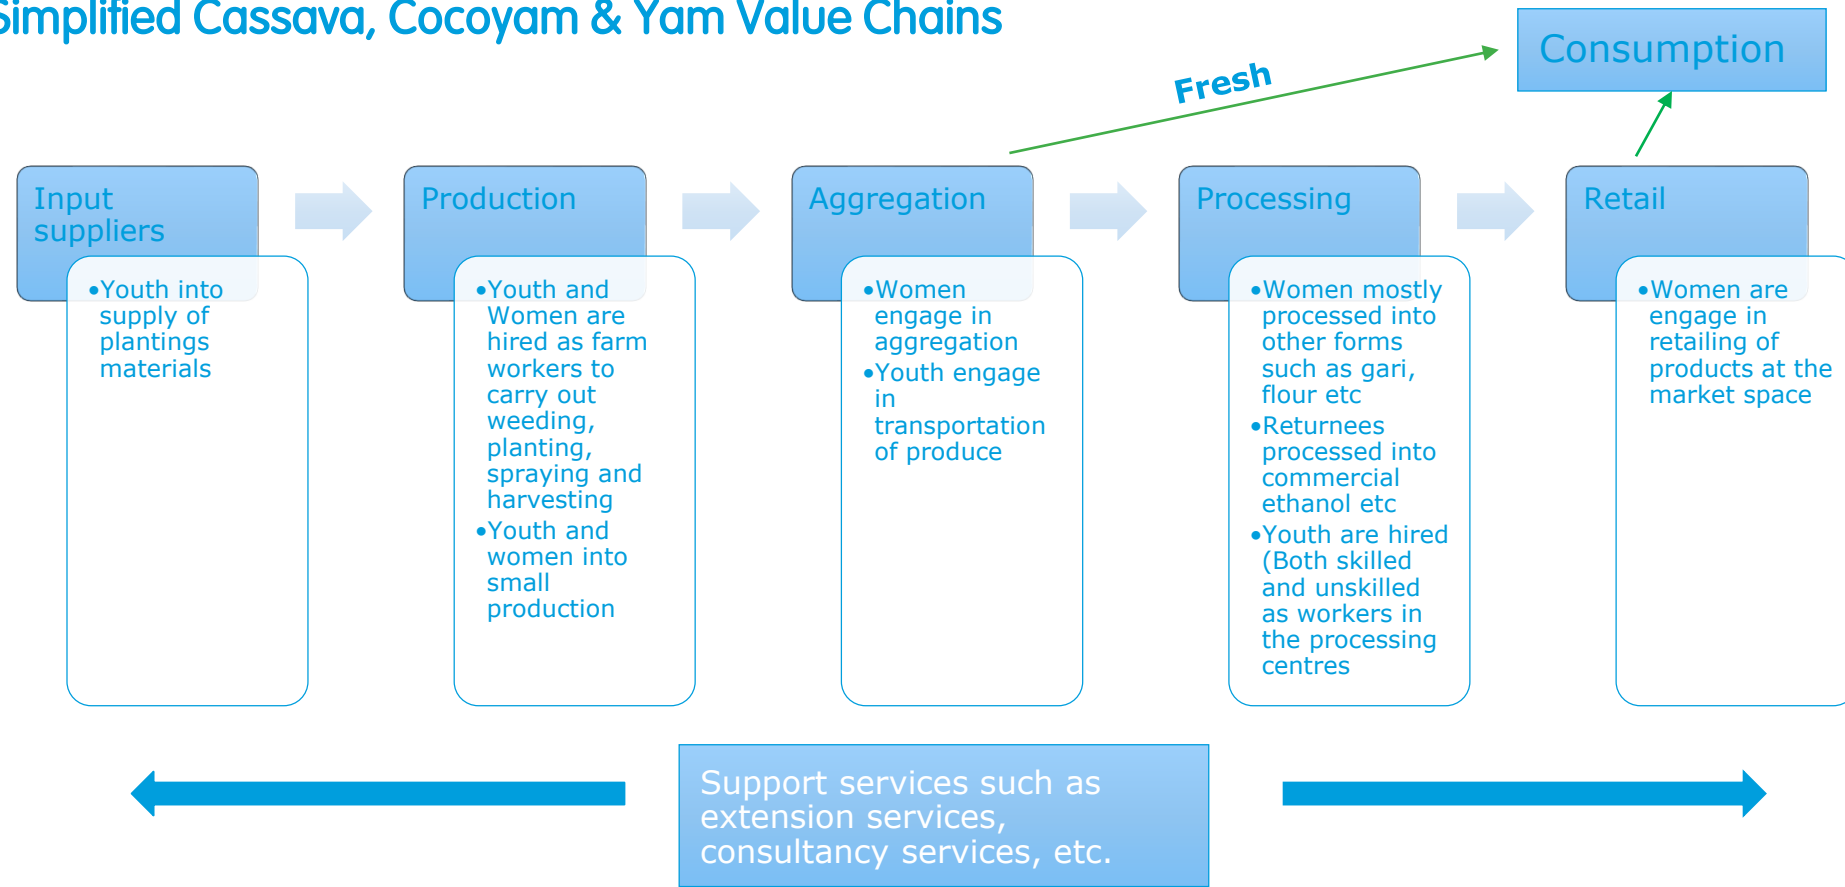 Simplified Cassava, Cocoyam & Yam Value Chains
Consumption
Fresh
Input
suppliers
•Youth into
supply of
plantings
materials
Production
•Youth and
Women are
hired as farm
workers to
carry out
weeding,
planting,
spraying and
harvesting
•Youth and
women into
small
production
Aggregation
•Women
engage in
aggregation
•Youth engage
in
transportation
of produce
Processing
•Women mostly
processed into
other forms
such as gari,
flour etc
•Returnees
processed into
commercial
ethanol etc
•Youth are hired
(Both skilled
and unskilled
as workers in
the processing
centres
Retail
•Women are
engage in
retailing of
products at the
market space
Support services such as
extension services,
consultancy services, etc.